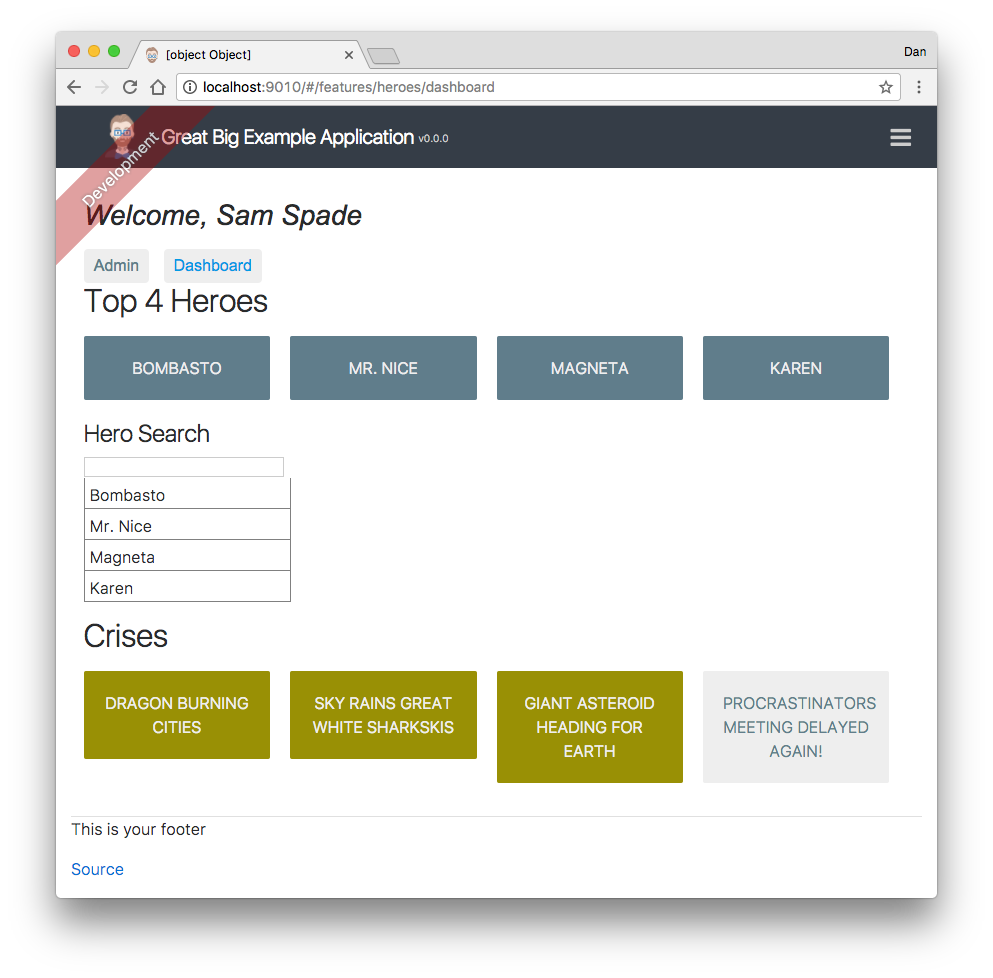 [object Object]
Dan
localhost:9010/#/features/heroes/dashboard
Development
Great Big Example Application v0.0.0
Welcome, Sam Spade
Admin Dashboard
Top 4 Heroes
BOMBASTO MR. NICE MAGNETA KAREN
Hero Search
Bombasto
Mr. Nice
Magneta
Karen
Crises
DRAGON BURNING
CITIES
SKY RAINS GREAT
WHITE SHARKSKIS
GIANT ASTEROID
HEADING FOR
EARTH
PROCRASTINATORS
MEETING DELAYED
AGAIN!
This is your footer
Source